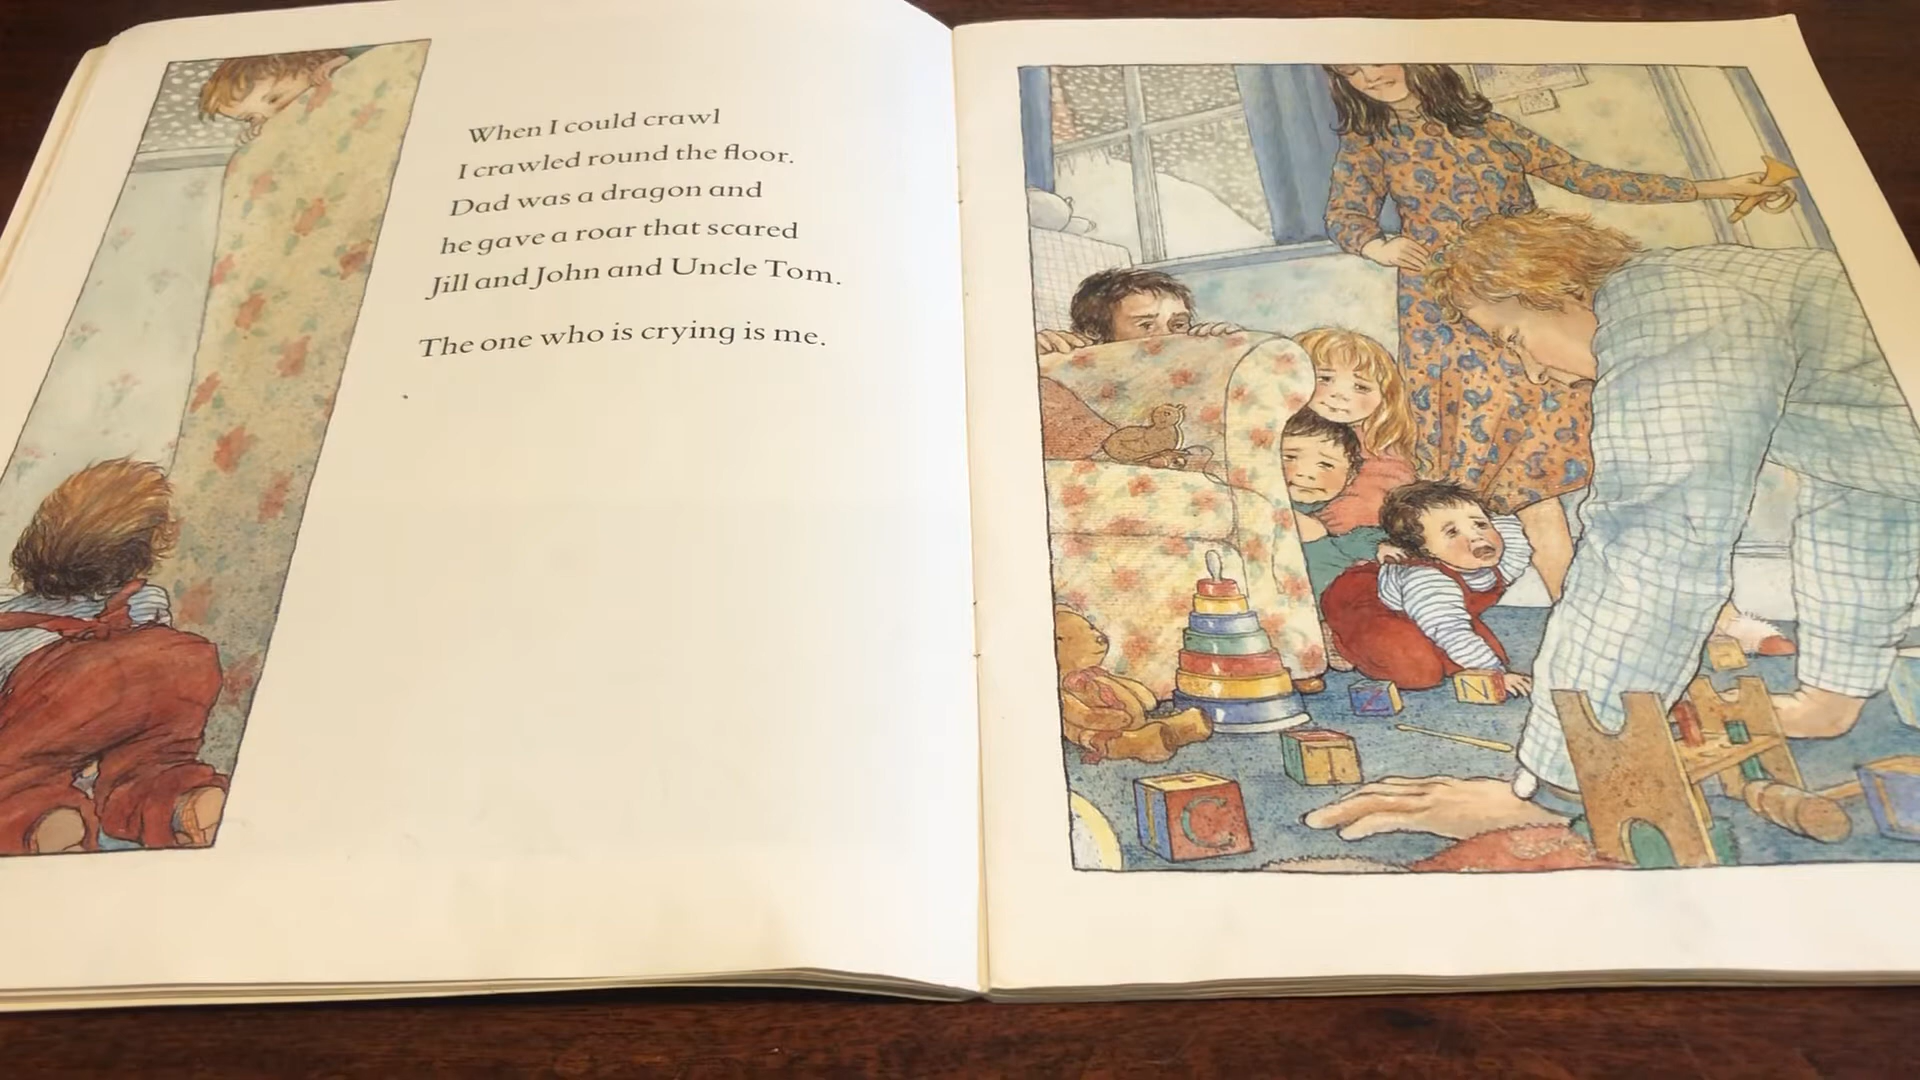 When I could crawl
I crawled round the floor.
Dad was a dragon and
he gave a roar that scared
Jill and John and Uncle Tom.
The one who is crying is me.
N
C